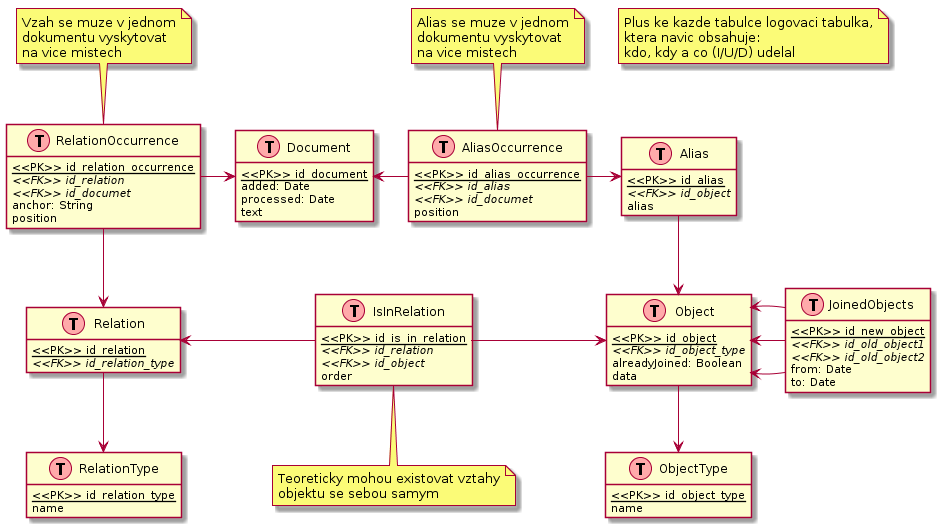 Vzah se muze v jednom
dokumentu vyskytovat
na vice mistech
Alias se muze v jednom
dokumentu vyskytovat
na vice mistech
Plus ke kazde tabulce logovaci tabulka,
ktera navic obsahuje:
kdo, kdy a co (I/U/D) udelal
T RelationOccurrence
<<PK>> id_relation_occurrence
<<FK>> id_relation
<<FK>> id_documet
anchor: String
position
T Document
<<PK>> id_document
added: Date
processed: Date
text
T AliasOccurrence
<<PK>> id_alias_occurrence
<<FK>> id_alias
<<FK>> id_documet
position
T Alias
<<PK>> id_alias
<<FK>> id_object
alias
T Relation
<<PK>> id_relation
<<FK>> id_relation_type
T IsInRelation
<<PK>> id_is_in_relation
<<FK>> id_relation
<<FK>> id_object
order
T Object
<<PK>> id_object
<<FK>> id_object_type
alreadyJoined: Boolean
data
T JoinedObjects
<<PK>> id_new_object
<<FK>> id_old_object1
<<FK>> id_old_object2
from: Date
to: Date
T RelationType
<<PK>> id_relation_type
name
Teoreticky mohou existovat vztahy
objektu se sebou samym
T ObjectType
<<PK>> id_object_type
name